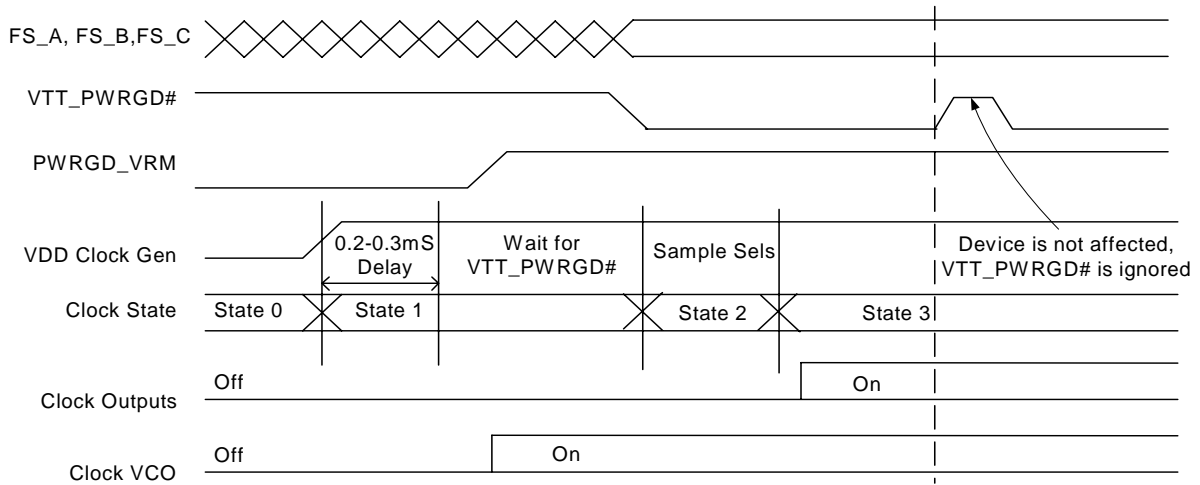 FS_A, FS_B,FS_C
VTT_PWRGD#
PWRGD_VRM
VDD Clock Gen
0.2-0.3mS
Delay
Wait for
VTT_PWRGD#
Sample Sels
Device is not affected,
VTT_PWRGD# is ignored
Clock State
State 0
State 1
State 2
State 3
Clock Outputs
Off
On
Clock VCO
Off
On